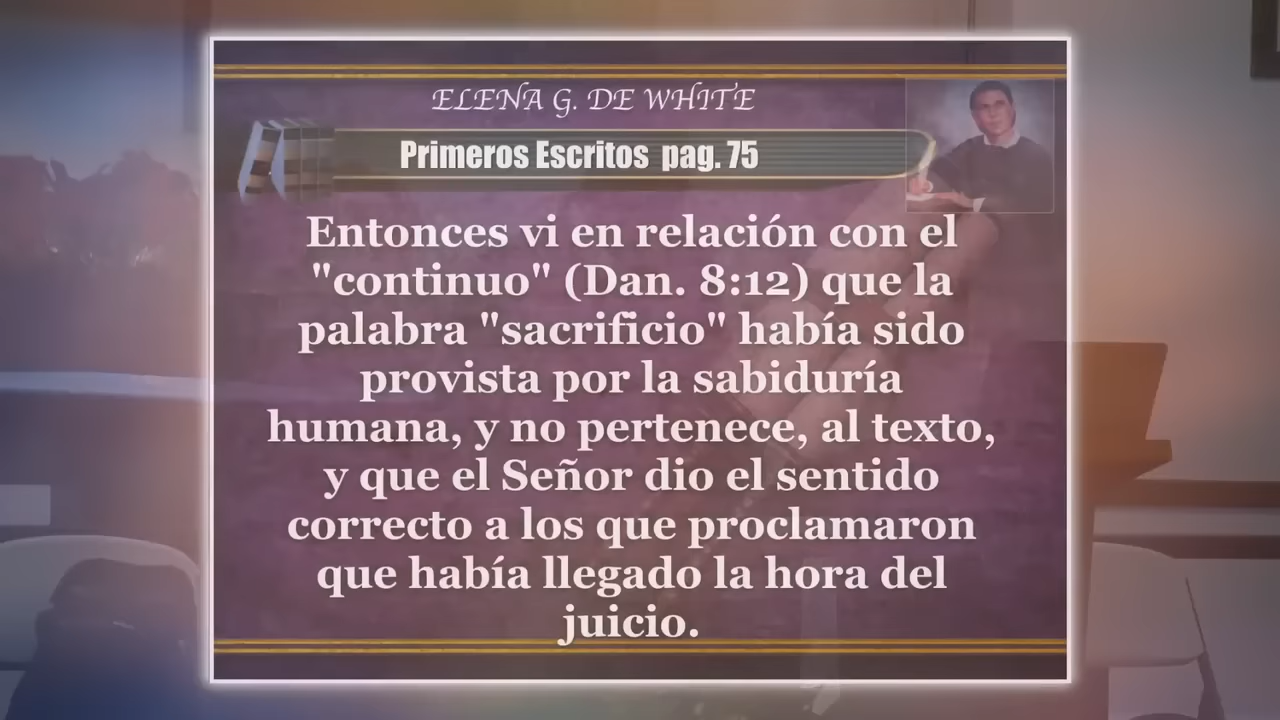 ELENA G. DE WHITE
Primeros Escritos pag. 75
Entonces vi en relación con el
"continuo" (Dan. 8:12) que la
palabra "sacrificio" había sido
provista por la sabiduría
humana, y no pertenece, al texto,
y que el Señor dio el sentido
correcto a los que proclamaron
que había llegado la hora del
juicio.